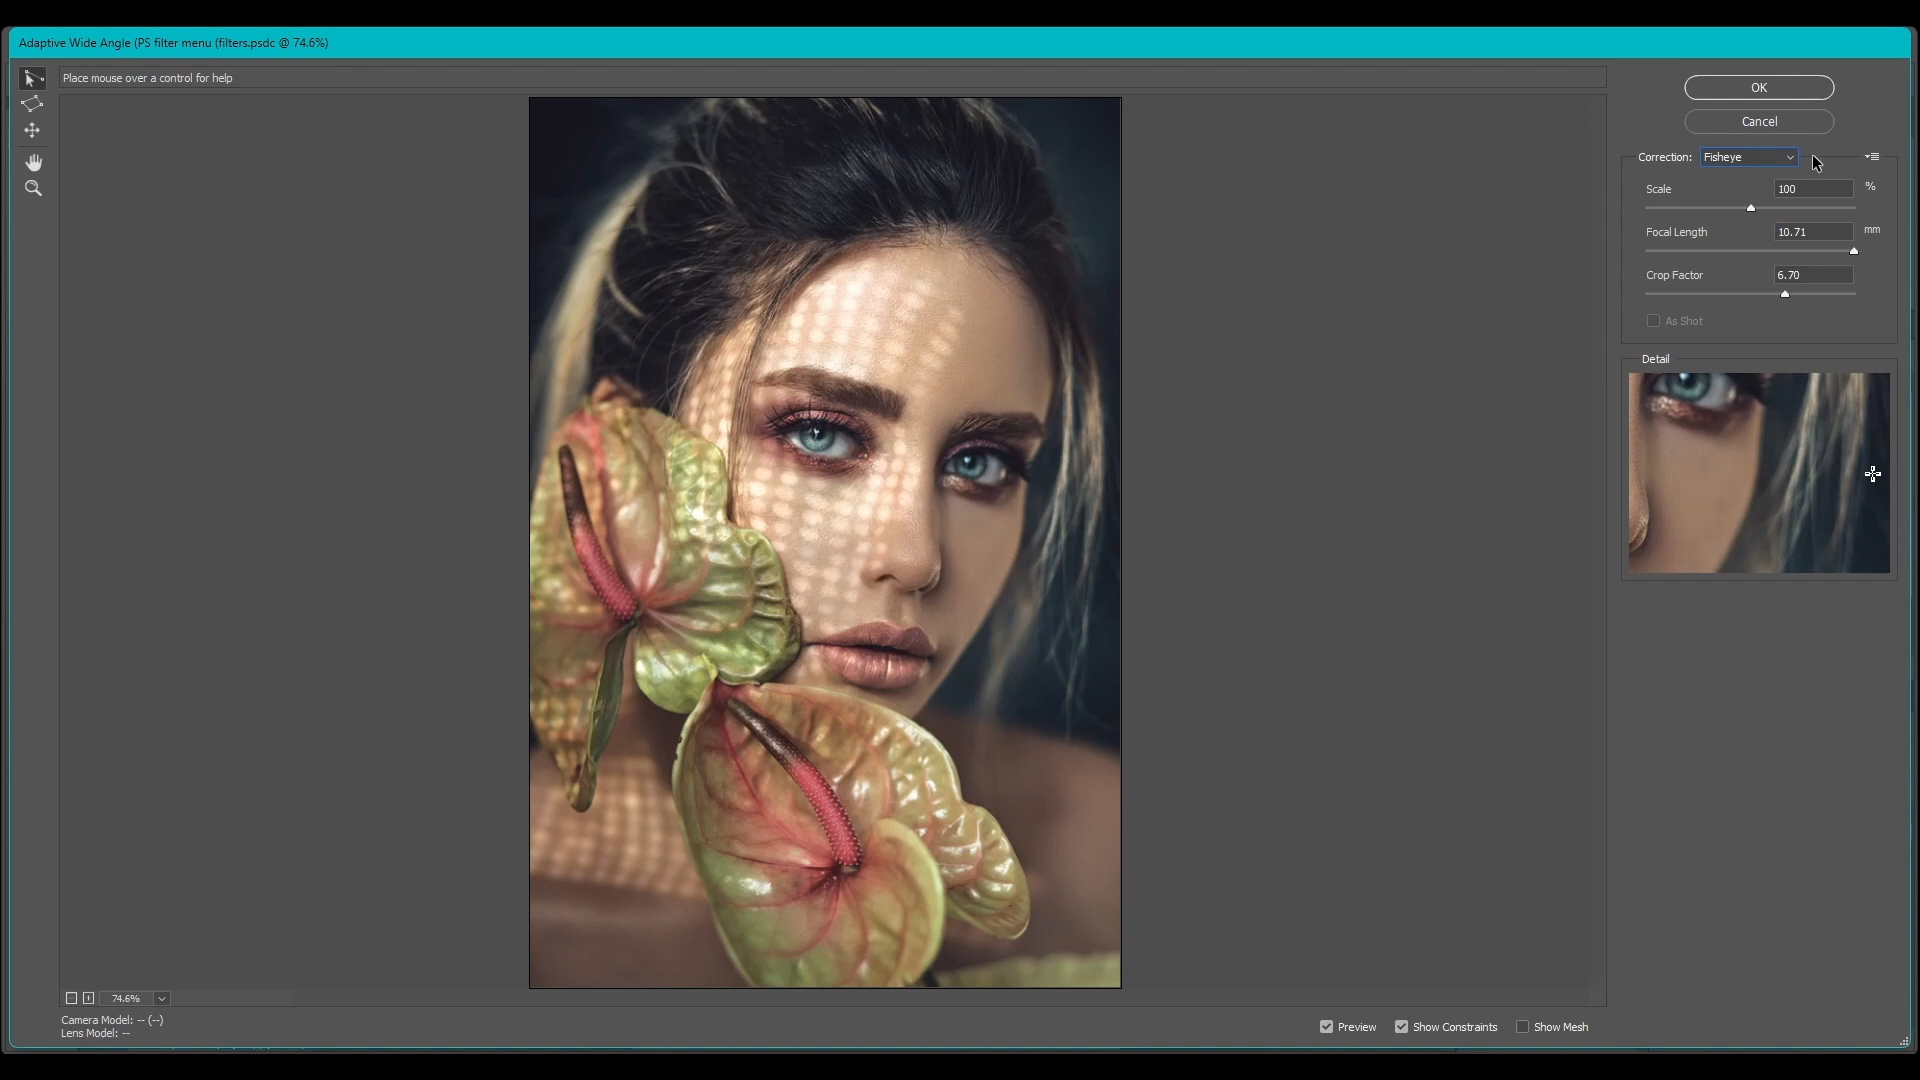 Adaptive Wide Angle (PS filter menu (filters.psdc @ 74.6%)
Place mouse over a control for help
OK
Cancel
Correction: Fisheye
Scale 100 %
Focal Length 10.71 mm
Crop Factor 6.70
As Shot
Detail
74.6%
Camera Model: -- (--)
Lens Model: --
Preview Show Constraints Show Mesh